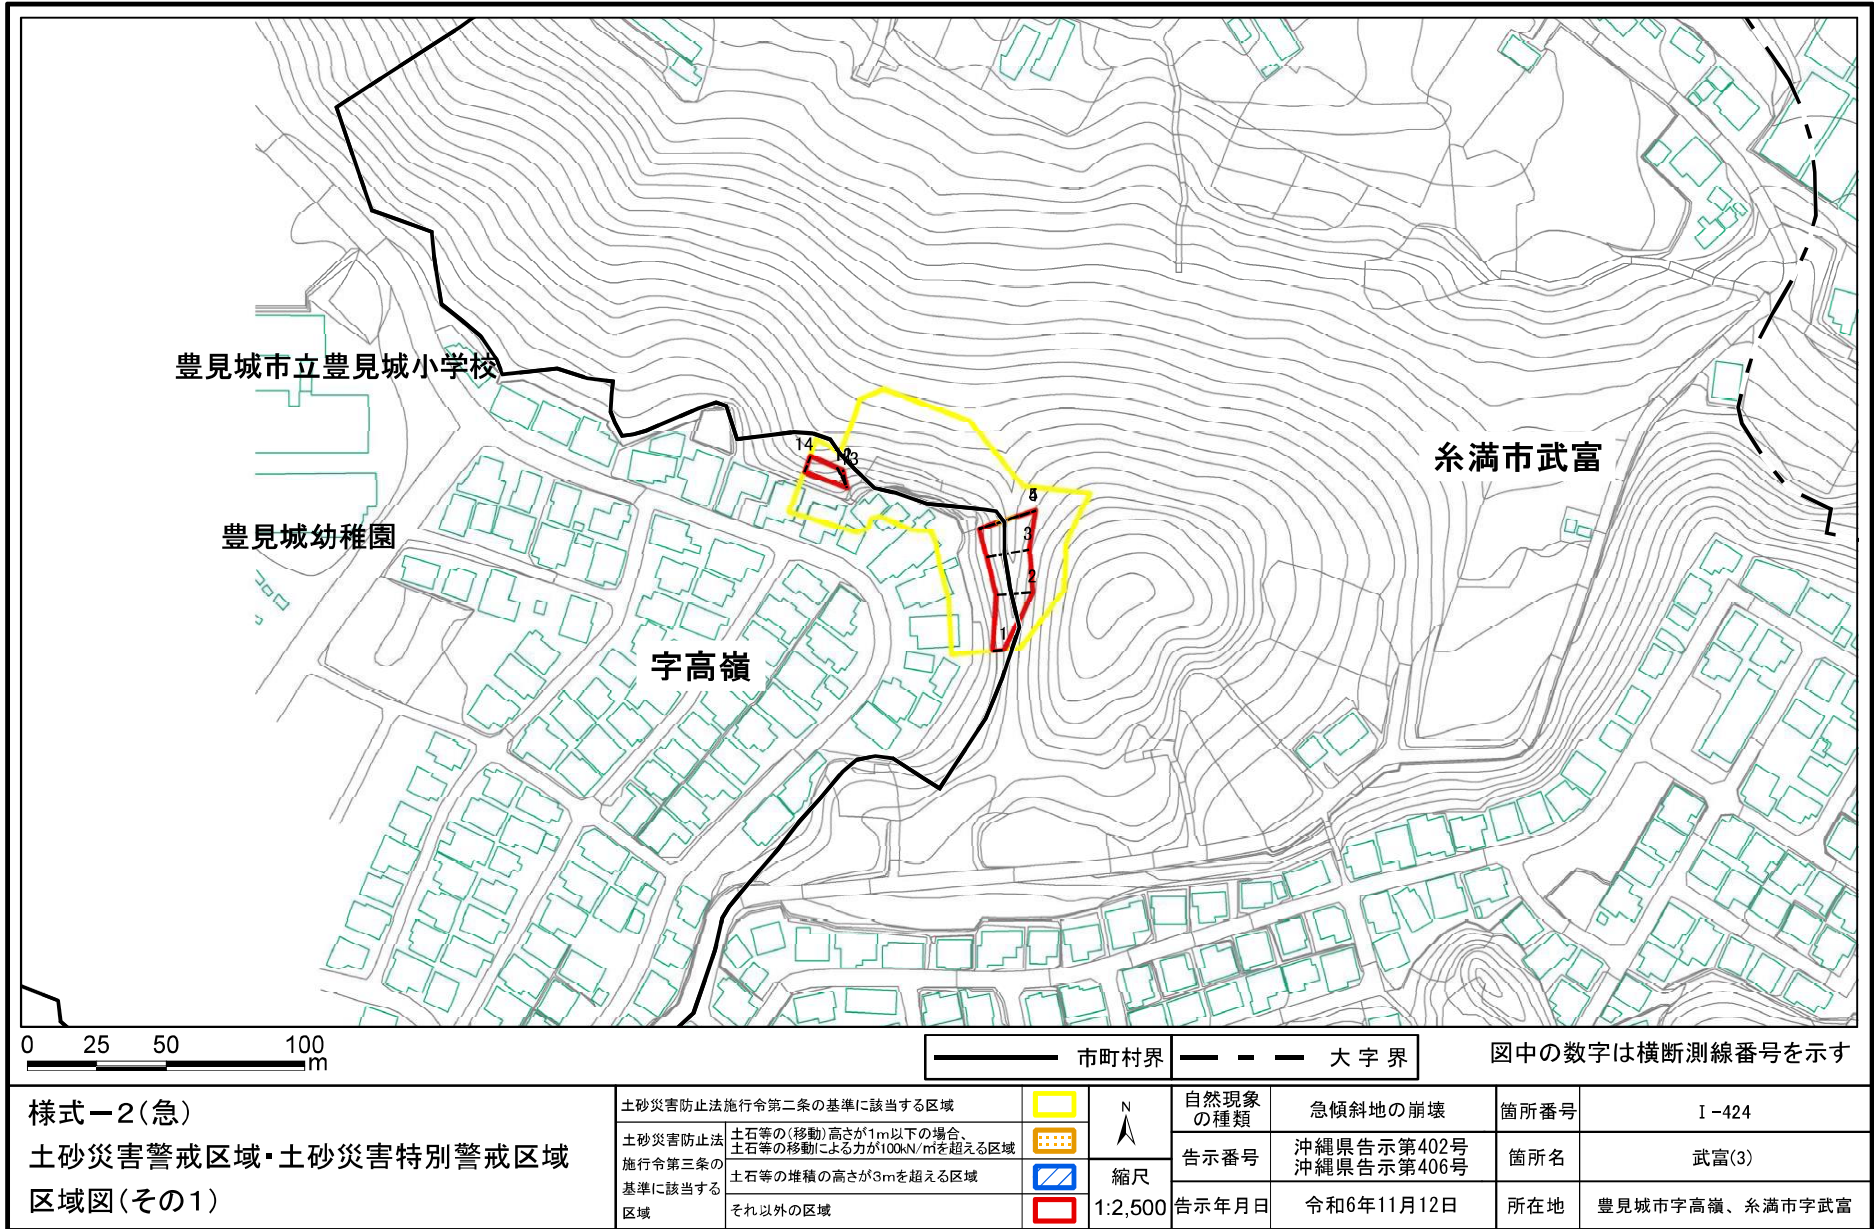 豊見城市立豊見城小学校
豊見城幼稚園
字高嶺
糸満市武富
14
3
2
1
0 25 50 100
m
市町村界
大字界
図中の数字は横断測線番号を示す
様式-2(急)
土砂災害警戒区域・土砂災害特別警戒区域
区域図(その1)
土砂災害防止法施行令第二条の基準に該当する区域
土砂災害防止法
施行令第三条の
基準に該当する
区域
土石等の(移動)高さが1m以下の場合、
土石等の移動による力が100kN/㎡を超える区域
土石等の堆積の高さが3mを超える区域
それ以外の区域
N
縮尺
1:2,500
自然現象
の種類
急傾斜地の崩壊
箇所番号
Ⅰ-424
告示番号
沖縄県告示第402号
沖縄県告示第406号
箇所名
武富(3)
告示年月日
令和6年11月12日
所在地
豊見城市字高嶺、糸満市字武富